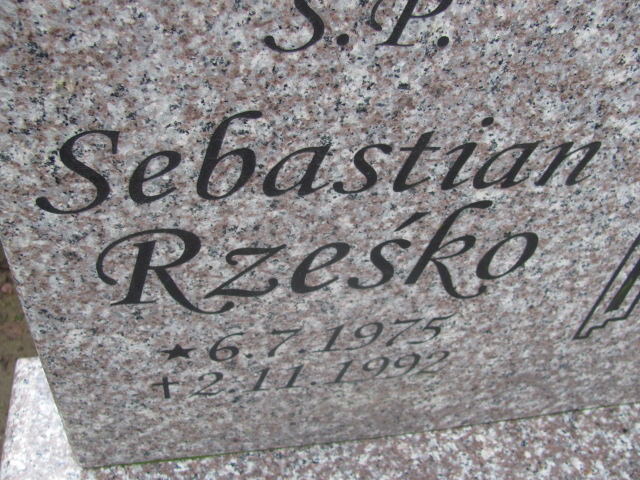 S.P.
Sebastian
Rześko
★ 6.7.1975
+ 2.11.1992